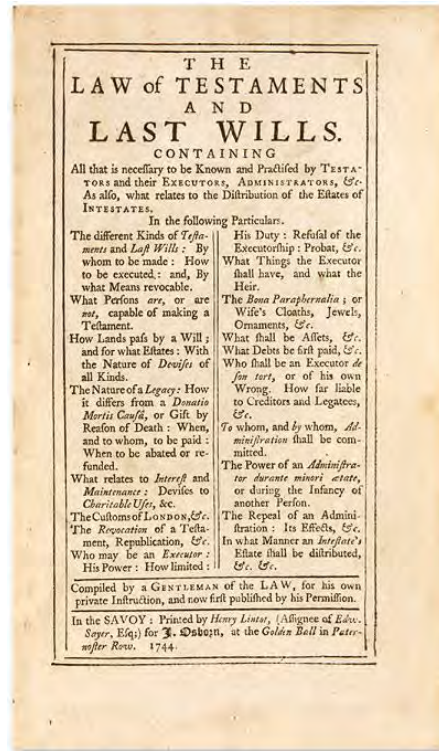 THE
LAW of TESTAMENTS
AND
LAST WILLS.
CONTAINING
All that is neceſſary to be Known and Practiſed by TESTA-
TORS and their EXECUTORS, ADMINISTRATORS, &c.
As alſo, what relates to the Diſtribution of the Eſtates of
INTESTATES.
In the following Particulars.
The different Kinds of Teſta-
ments and Laſt Wills: By
whom to be made: How
to be executed: and, By
what Means revocable.
What Perſons are, or are
not, capable of making a
Teſtament.
How Lands paſs by a Will;
and for what Eſtates: With
the Nature of Deviſes of
all Kinds.
The Nature of a Legacy: How
it differs from a Donatio
Mortis Cauſâ, or Gift by
Reaſon of Death: When,
and to whom, to be paid:
When to be abated or re-
funded.
What relates to Intereſt and
Maintenance: Deviſes to
Charitable Uſes, &c.
The Cuſtoms of LONDON, &c.
The Revocation of a Teſta-
ment, Republication, &c.
Who may be an Executor:
His Power: How limited:
His Duty: Refuſal of the
Executorſhip: Probat, &c.
What Things the Executor
ſhall have, and what the
Heir.
The Bona Paraphernalia; or
Wife's Cloaths, Jewels,
Ornaments, &c.
What ſhall be Aſſets, &c.
What Debts be firſt paid, &c.
Who ſhall be an Executor de
ſon tort, or of his own
Wrong. How far liable
to Creditors and Legatees,
&c.
To whom, and by whom, Ad-
miniſtration ſhall be com-
mitted.
The Power of an Adminiſtra-
tor durante minori ætate,
or during the Infancy of
another Perſon.
The Repeal of an Admini-
ſtration: Its Effects, &c.
In what Manner an Inteſtate's
Eſtate ſhall be diſtributed,
&c. &c.
Compiled by a GENTLEMAN of the LAW, for his own
private Inſtruction, and now firſt publiſhed by his Permiſſion.
In the SAVOY: Printed by Henry Lintot, (Aſſignee of Edw.
Sayer, Eſq;) for J. Osborn, at the Golden Ball in Pater-
noſter Row. 1744.